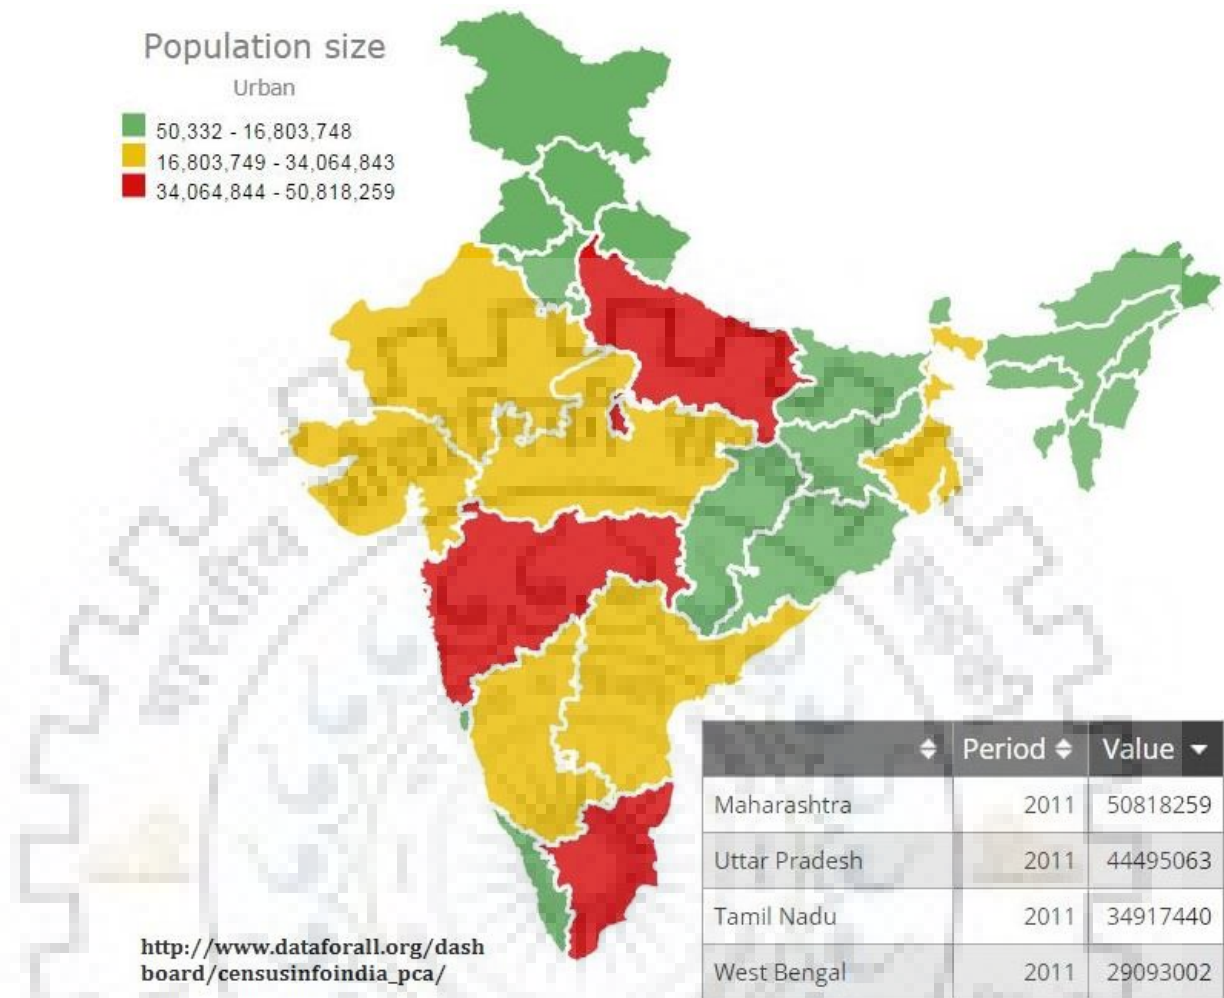 Population size
Urban
50,332 - 16,803,748
16,803,749 - 34,064,843
34,064,844 - 50,818,259
Period Value
Maharashtra 2011 50818259
Uttar Pradesh 2011 44495063
Tamil Nadu 2011 34917440
West Bengal 2011 29093002
http://www.dataforall.org/dash
board/censusinfoindia_pca/